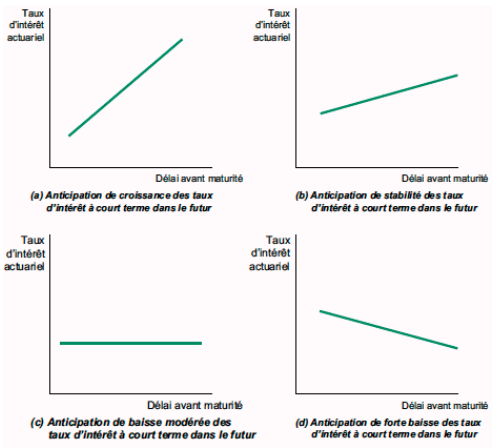 Taux
d'intérêt
actuariel
Délai avant maturité
(a) Anticipation de croissance des taux
d'intérêt à court terme dans le futur
Taux
d'intérêt
actuariel
Délai avant maturité
(b) Anticipation de stabilité des taux
d'intérêt à court terme dans le futur
Taux
d'intérêt
actuariel
Délai avant maturité
(c) Anticipation de baisse modérée des
taux d'intérêt à court terme dans le futur
Taux
d'intérêt
actuariel
Délai avant maturité
(d) Anticipation de forte baisse des taux
d'intérêt à court terme dans le futur